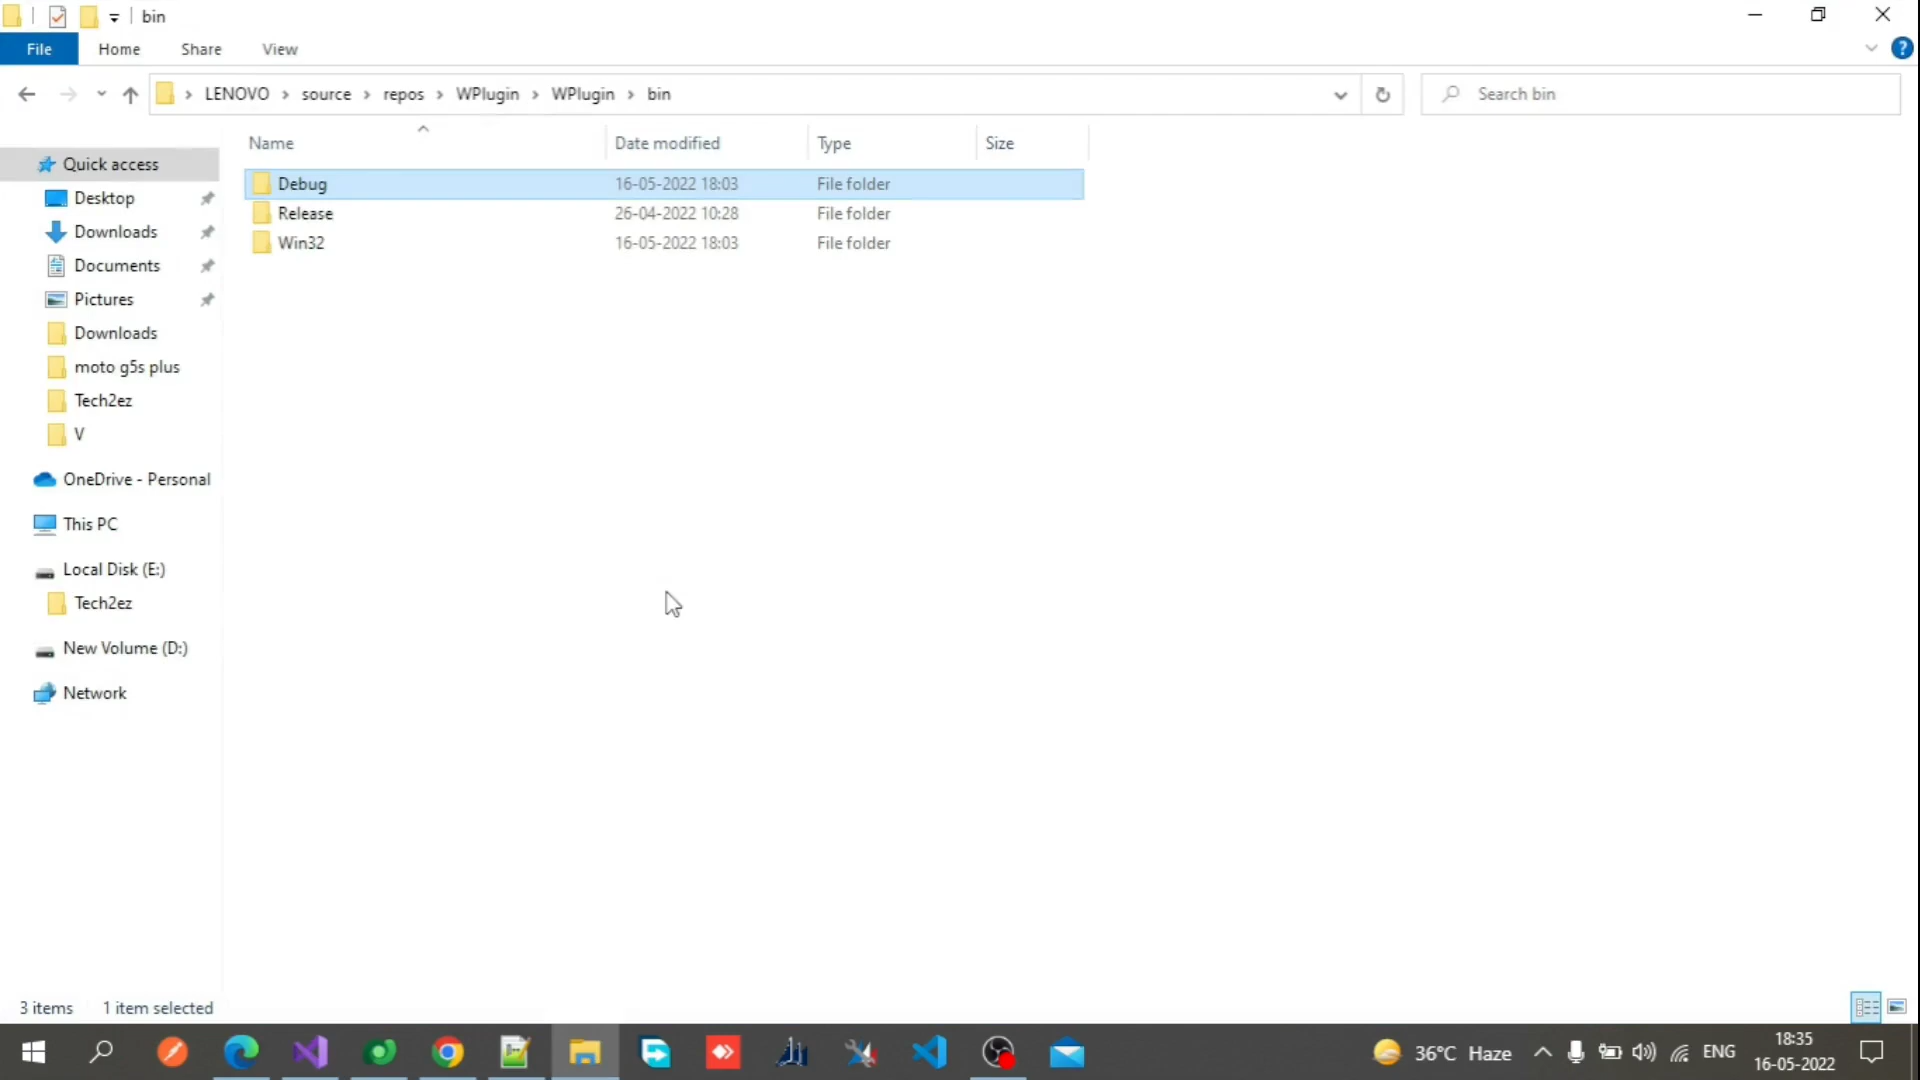 bin
File Home Share View
LENOVO › source › repos › WPlugin › WPlugin › bin
Search bin
Name Date modified Type Size
Quick access
Debug 16-05-2022 18:03 File folder
Desktop
Release 26-04-2022 10:28 File folder
Downloads
Win32 16-05-2022 18:03 File folder
Documents
Pictures
Downloads
moto g5s plus
Tech2ez
V
OneDrive - Personal
This PC
Local Disk (E:)
Tech2ez
New Volume (D:)
Network
3 items 1 item selected
36°C Haze ENG 18:35
16-05-2022